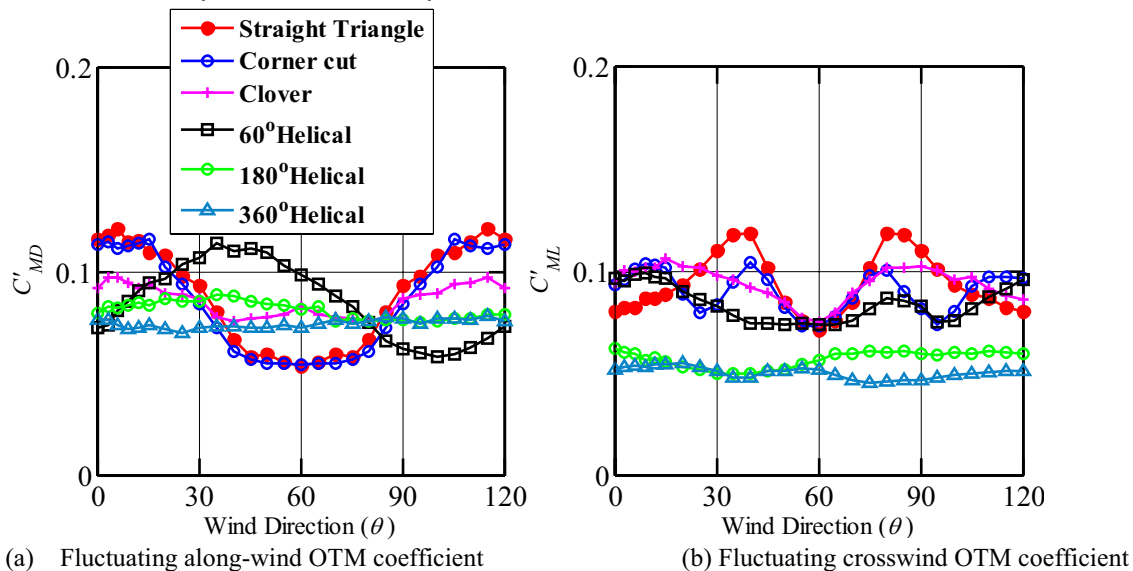 Straight Triangle
Corner cut
Clover
60°Helical
180°Helical
360°Helical
0.2
0.1
0
C'MD
0 30 60 90 120
Wind Direction (θ)
(a) Fluctuating along-wind OTM coefficient
0.2
0.1
0
C'ML
0 30 60 90 120
Wind Direction (θ)
(b) Fluctuating crosswind OTM coefficient